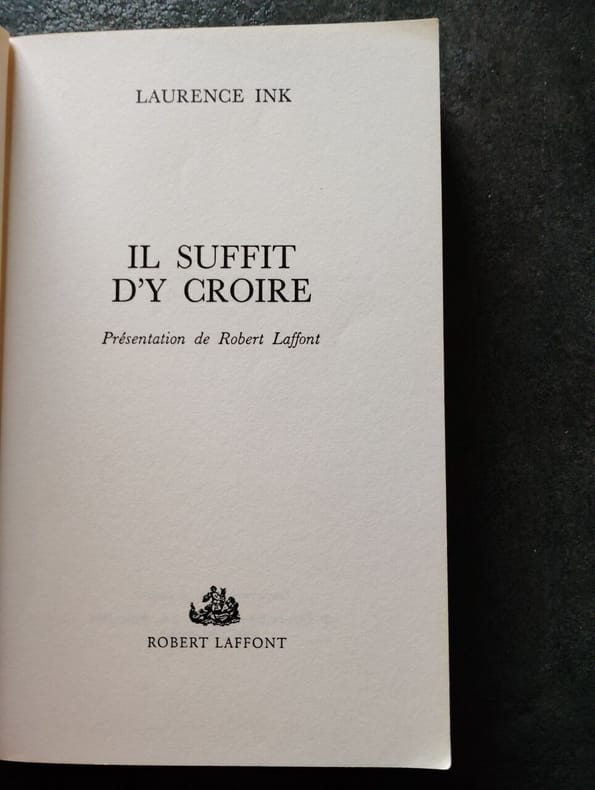 LAURENCE INK
IL SUFFIT
D'Y CROIRE
Présentation de Robert Laffont
ROBERT LAFFONT